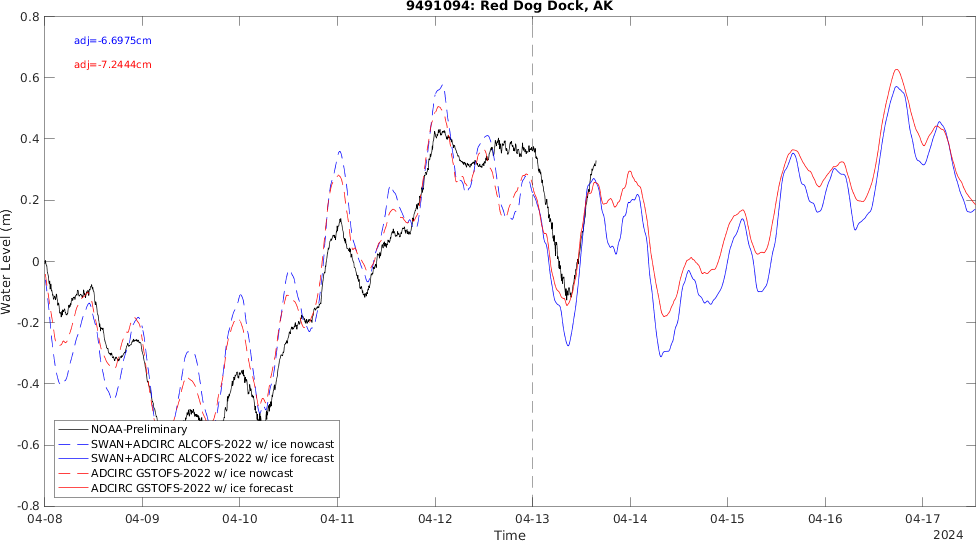 9491094: Red Dog Dock, AK
adj=-6.6975cm
adj=-7.2444cm
0.8
0.6
0.4
0.2
0
-0.2
-0.4
-0.6
-0.8
Water Level (m)
NOAA-Preliminary
SWAN+ADCIRC ALCOFS-2022 w/ ice nowcast
SWAN+ADCIRC ALCOFS-2022 w/ ice forecast
ADCIRC GSTOFS-2022 w/ ice nowcast
ADCIRC GSTOFS-2022 w/ ice forecast
04-08 04-09 04-10 04-11 04-12 04-13 04-14 04-15 04-16 04-17
Time
2024